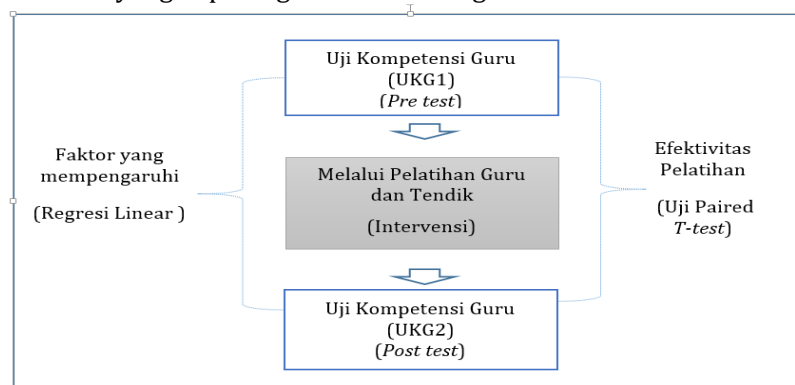 Uji Kompetensi Guru
(UKG1)
(Pre test)
Faktor yang
mempengaruhi
(Regresi Linear )
Melalui Pelatihan Guru
dan Tendik
(Intervensi)
Efektivitas
Pelatihan
(Uji Paired
T-test)
Uji Kompetensi Guru
(UKG2)
(Post test)